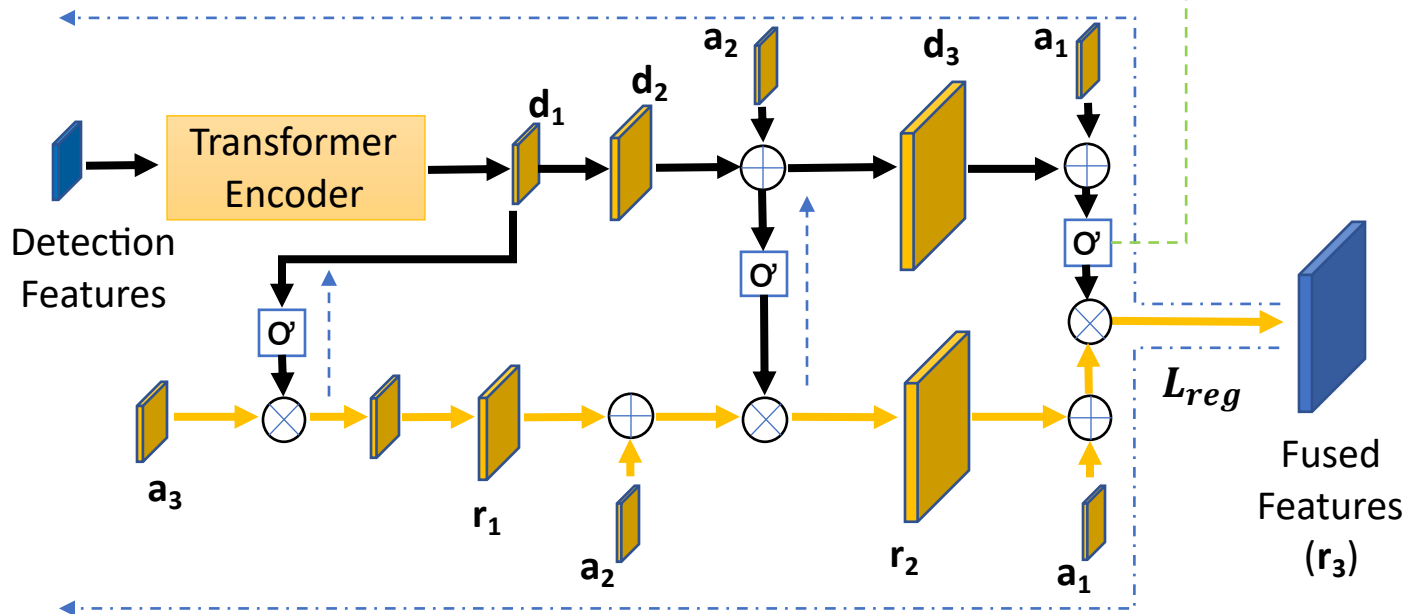 a2
d3
a1
d2
d1
Transformer
Encoder
Detection
Features
σ
σ
σ
Lreg
a3
r1
a2
r2
a1
Fused
Features
(r3)